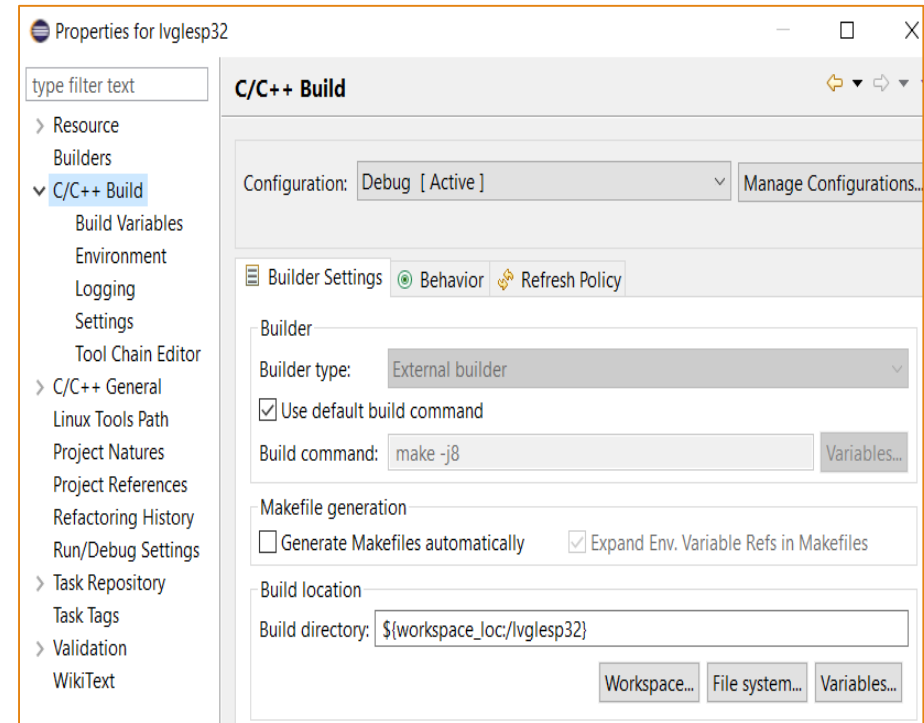 Properties for lvglesp32
type filter text
Resource
Builders
C/C++ Build
Build Variables
Environment
Logging
Settings
Tool Chain Editor
C/C++ General
Linux Tools Path
Project Natures
Project References
Refactoring History
Run/Debug Settings
Task Repository
Task Tags
Validation
WikiText
C/C++ Build
Configuration: Debug [ Active ] Manage Configurations...
Builder Settings Behavior Refresh Policy
Builder
Builder type: External builder
Use default build command
Build command: make -j8 Variables...
Makefile generation
Generate Makefiles automatically Expand Env. Variable Refs in Makefiles
Build location
Build directory: ${workspace_loc:/lvglesp32}
Workspace... File system... Variables...